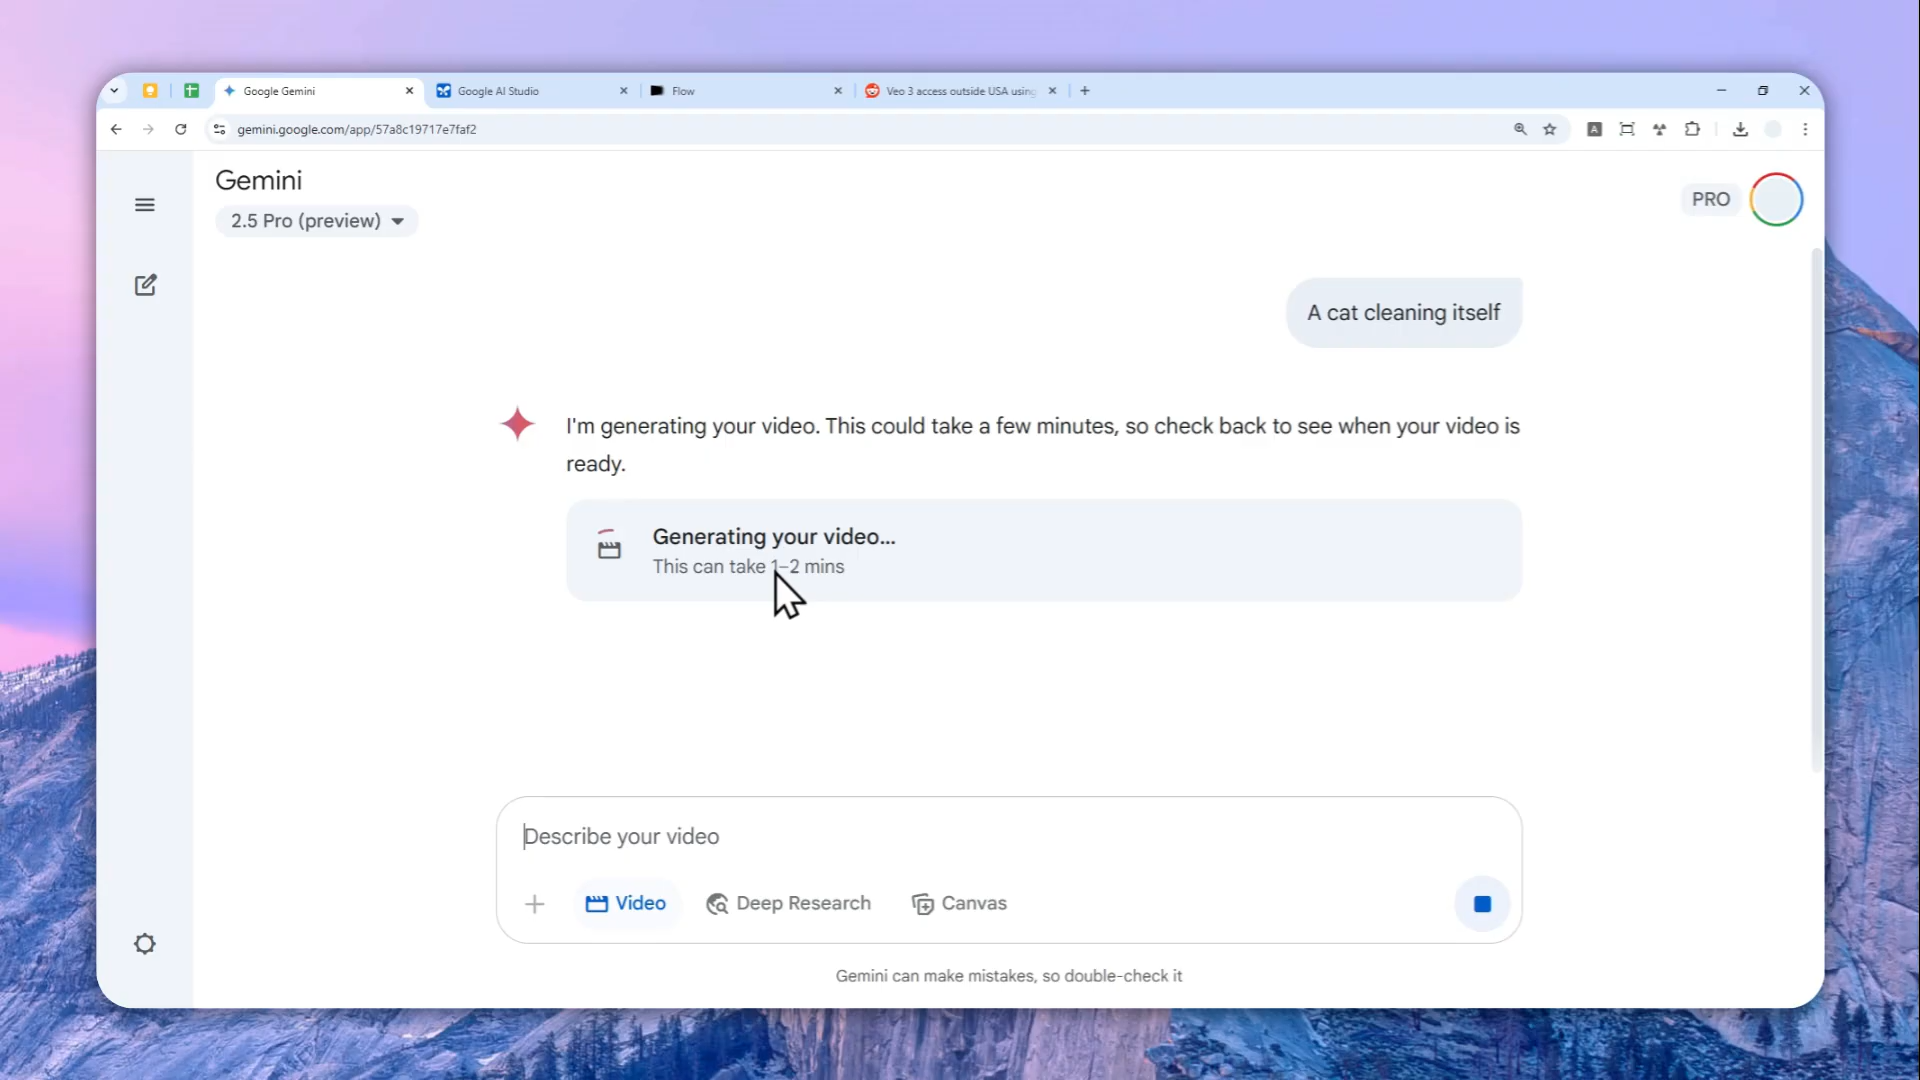 Google Gemini
Google AI Studio
Flow
Veo 3 access outside USA using
gemini.google.com/app/57a8c19717e7faf2
A
Gemini
PRO
2.5 Pro (preview)
A cat cleaning itself
I'm generating your video. This could take a few minutes, so check back to see when your video is
ready.
Generating your video...
This can take 1–2 mins
Describe your video
Video
Deep Research
Canvas
Gemini can make mistakes, so double-check it